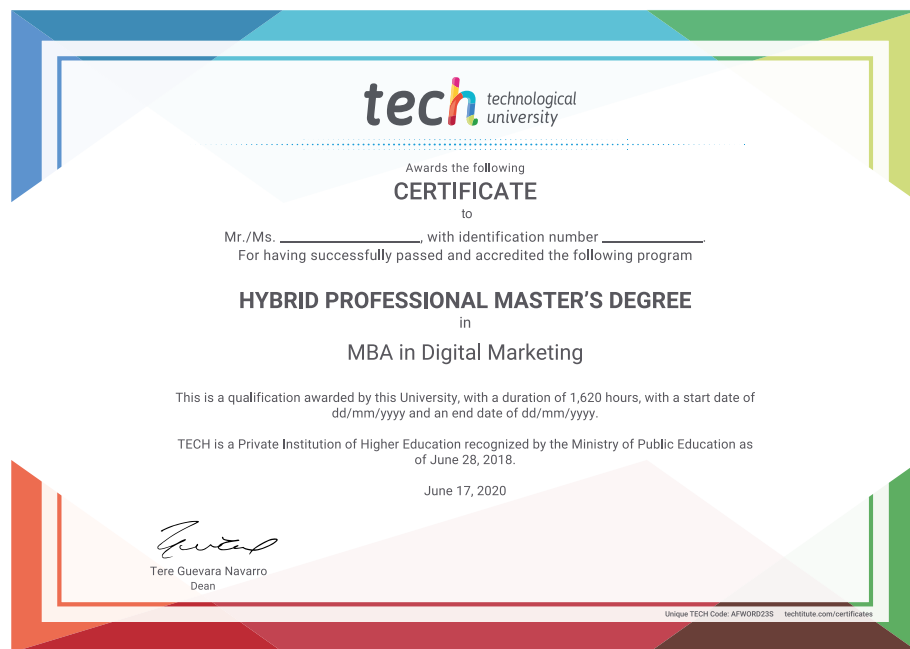 tech technological
university
Awards the following
CERTIFICATE
to
Mr./Ms. ____________________, with identification number ______________.
For having successfully passed and accredited the following program
HYBRID PROFESSIONAL MASTER'S DEGREE
in
MBA in Digital Marketing
This is a qualification awarded by this University, with a duration of 1,620 hours, with a start date of
dd/mm/yyyy and an end date of dd/mm/yyyy.
TECH is a Private Institution of Higher Education recognized by the Ministry of Public Education as
of June 28, 2018.
June 17, 2020
Tere Guevara Navarro
Dean
Unique TECH Code: AFWORD23S techtitute.com/certificates